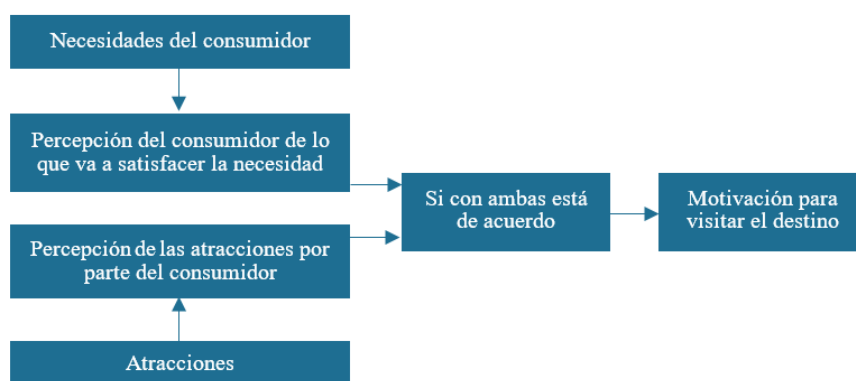 Necesidades del consumidor
Percepción del consumidor de lo
que va a satisfacer la necesidad
Si con ambas está
de acuerdo
Motivación para
visitar el destino
Percepción de las atracciones por
parte del consumidor
Atracciones